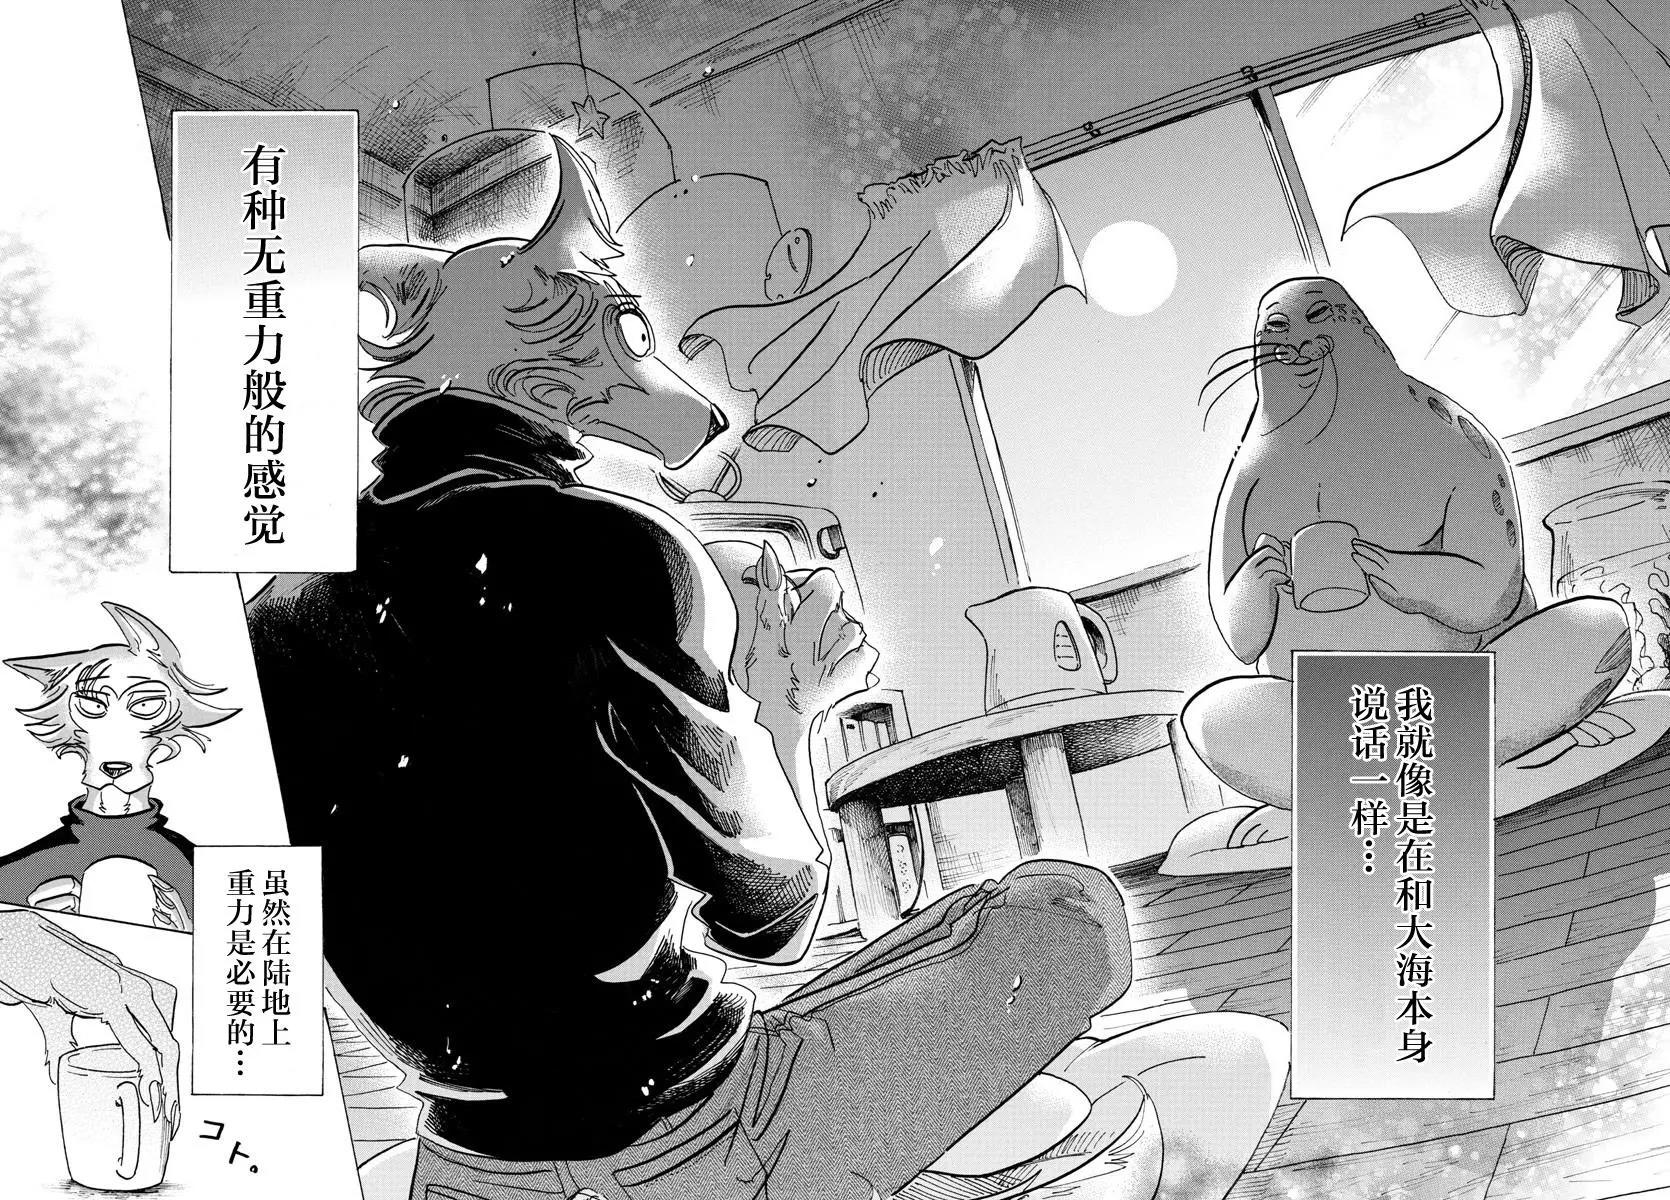 我就像是在和大海本身
说话一样…
有种无重力般的感觉
虽然在陆地上
重力是必要的…
コト。